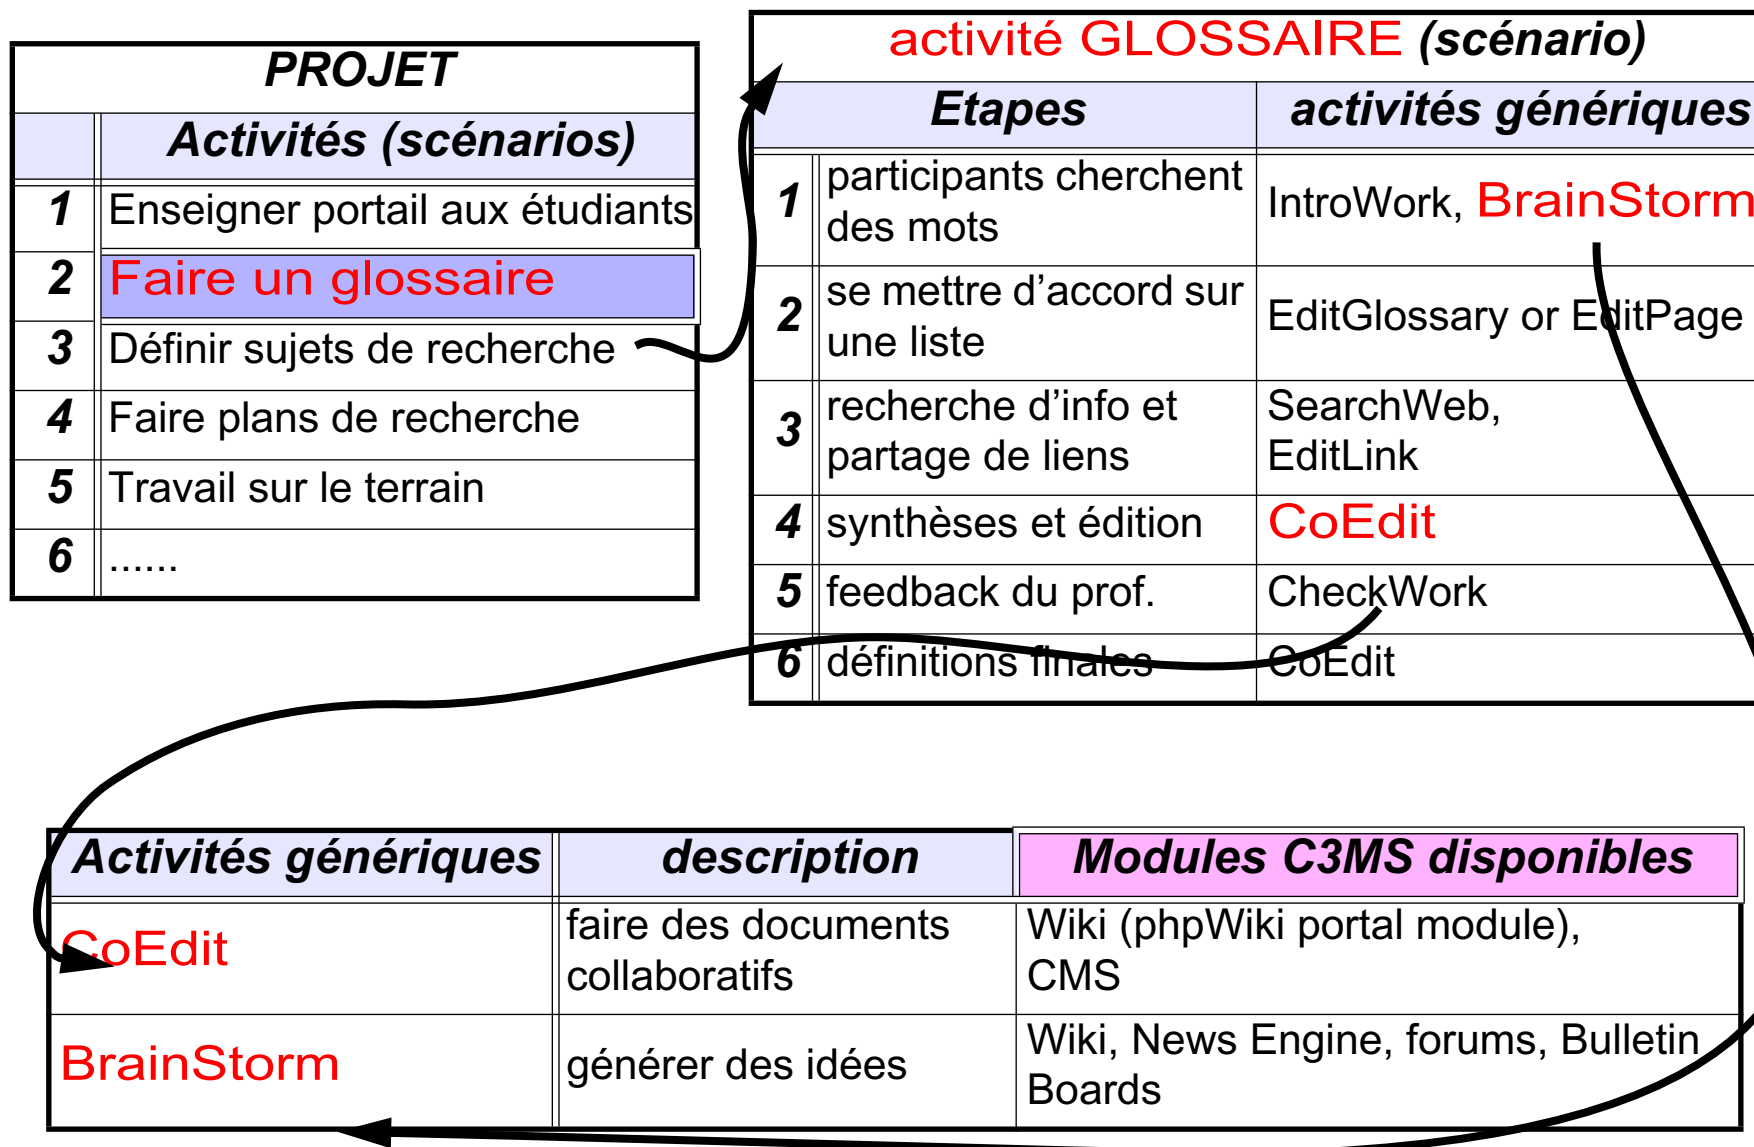 PROJET
Activités (scénarios)
1 Enseigner portail aux étudiants
2 Faire un glossaire
3 Définir sujets de recherche
4 Faire plans de recherche
5 Travail sur le terrain
6 ......
activité GLOSSAIRE (scénario)
Etapes activités génériques
1 participants cherchent
des mots
IntroWork, BrainStorm
2 se mettre d’accord sur
une liste
EditGlossary or EditPage
3 recherche d’info et
partage de liens
SearchWeb,
EditLink
4 synthèses et édition CoEdit
5 feedback du prof. CheckWork
6 définitions finales CoEdit
Activités génériques description Modules C3MS disponibles
CoEdit
faire des documents
collaboratifs
Wiki (phpWiki portal module),
CMS
BrainStorm
générer des idées
Wiki, News Engine, forums, Bulletin
Boards